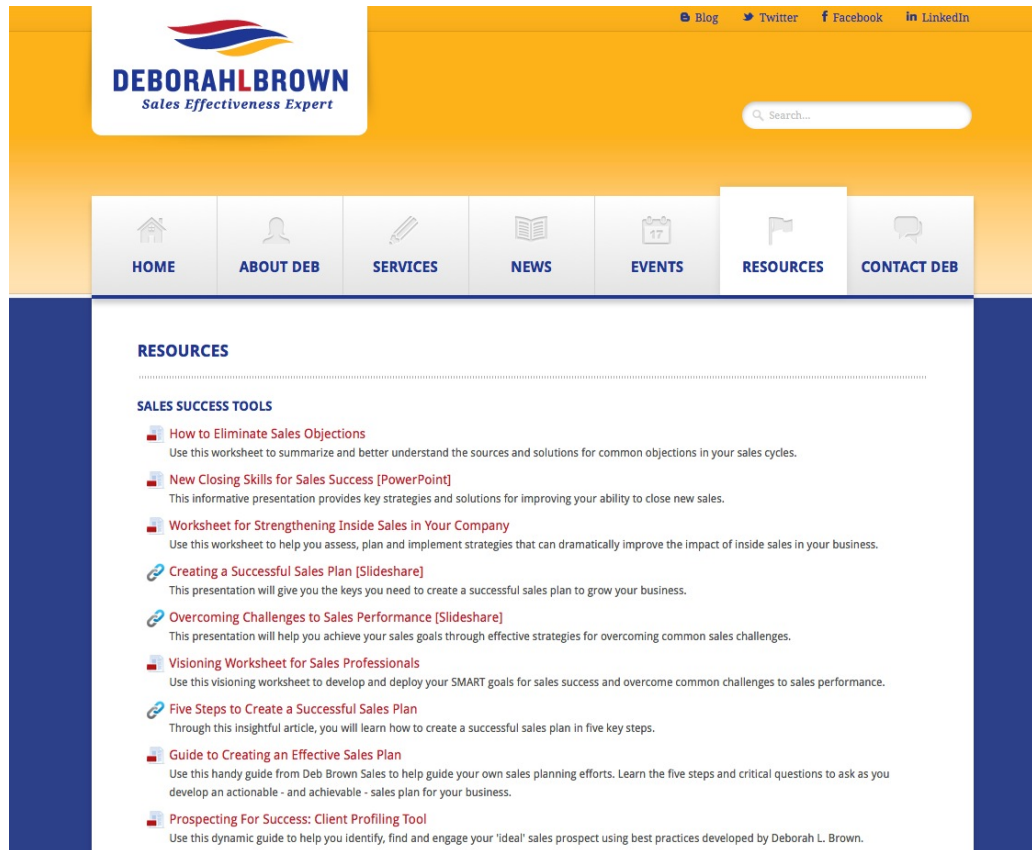 Blog Twitter Facebook LinkedIn
DEBORAHLBROWN
Sales Effectiveness Expert
Search...
17
HOME ABOUT DEB SERVICES NEWS EVENTS RESOURCES CONTACT DEB
RESOURCES
SALES SUCCESS TOOLS
How to Eliminate Sales Objections
Use this worksheet to summarize and better understand the sources and solutions for common objections in your sales cycles.
New Closing Skills for Sales Success [PowerPoint]
This informative presentation provides key strategies and solutions for improving your ability to close new sales.
Worksheet for Strengthening Inside Sales in Your Company
Use this worksheet to help you assess, plan and implement strategies that can dramatically improve the impact of inside sales in your business.
Creating a Successful Sales Plan [Slideshare]
This presentation will give you the keys you need to create a successful sales plan to grow your business.
Overcoming Challenges to Sales Performance [Slideshare]
This presentation will help you achieve your sales goals through effective strategies for overcoming common sales challenges.
Visioning Worksheet for Sales Professionals
Use this visioning worksheet to develop and deploy your SMART goals for sales success and overcome common challenges to sales performance.
Five Steps to Create a Successful Sales Plan
Through this insightful article, you will learn how to create a successful sales plan in five key steps.
Guide to Creating an Effective Sales Plan
Use this handy guide from Deb Brown Sales to help guide your own sales planning efforts. Learn the five steps and critical questions to ask as you
develop an actionable - and achievable - sales plan for your business.
Prospecting For Success: Client Profiling Tool
Use this dynamic guide to help you identify, find and engage your 'ideal' sales prospect using best practices developed by Deborah L. Brown.